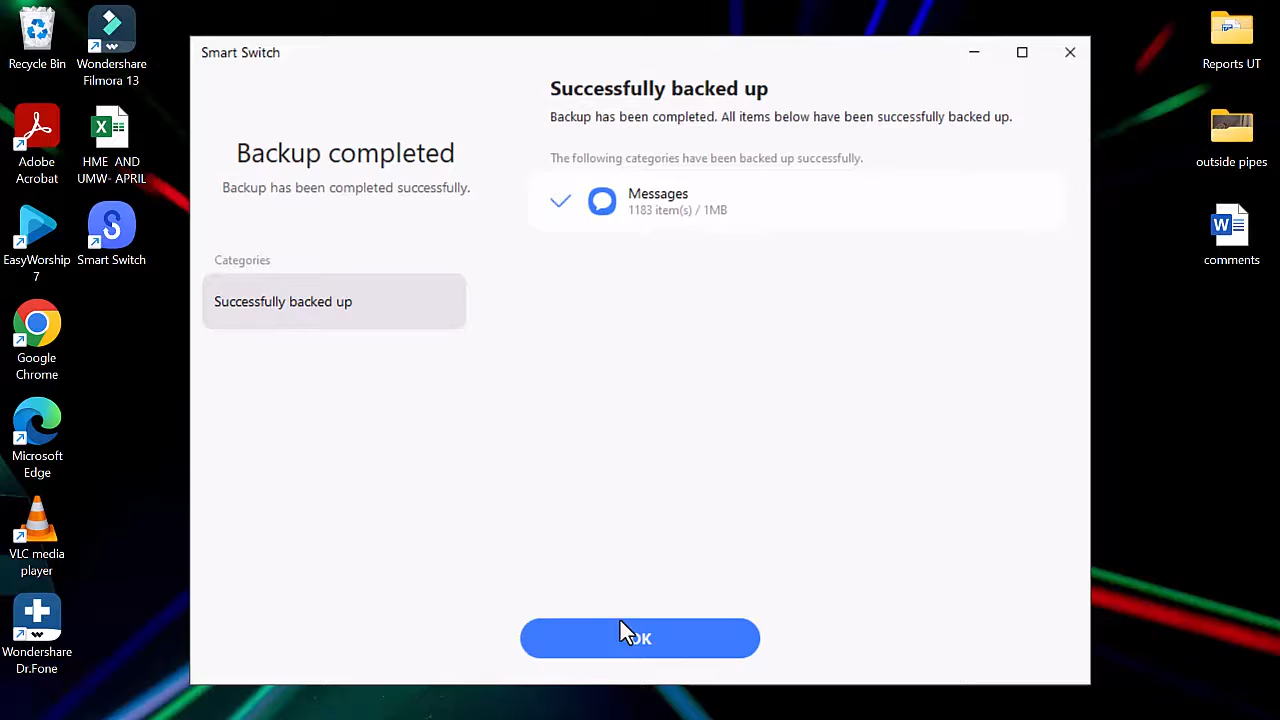 Recycle Bin
Wondershare
Filmora 13
Adobe
Acrobat
HME AND
UMW- APRIL
EasyWorship
7
Smart Switch
Google
Chrome
Microsoft
Edge
VLC media
player
Wondershare
Dr.Fone
Smart Switch
Backup completed
Backup has been completed successfully.
Categories
Successfully backed up
Successfully backed up
Backup has been completed. All items below have been successfully backed up.
The following categories have been backed up successfully.
Messages
1183 item(s) / 1MB
OK
Reports UT
outside pipes
comments